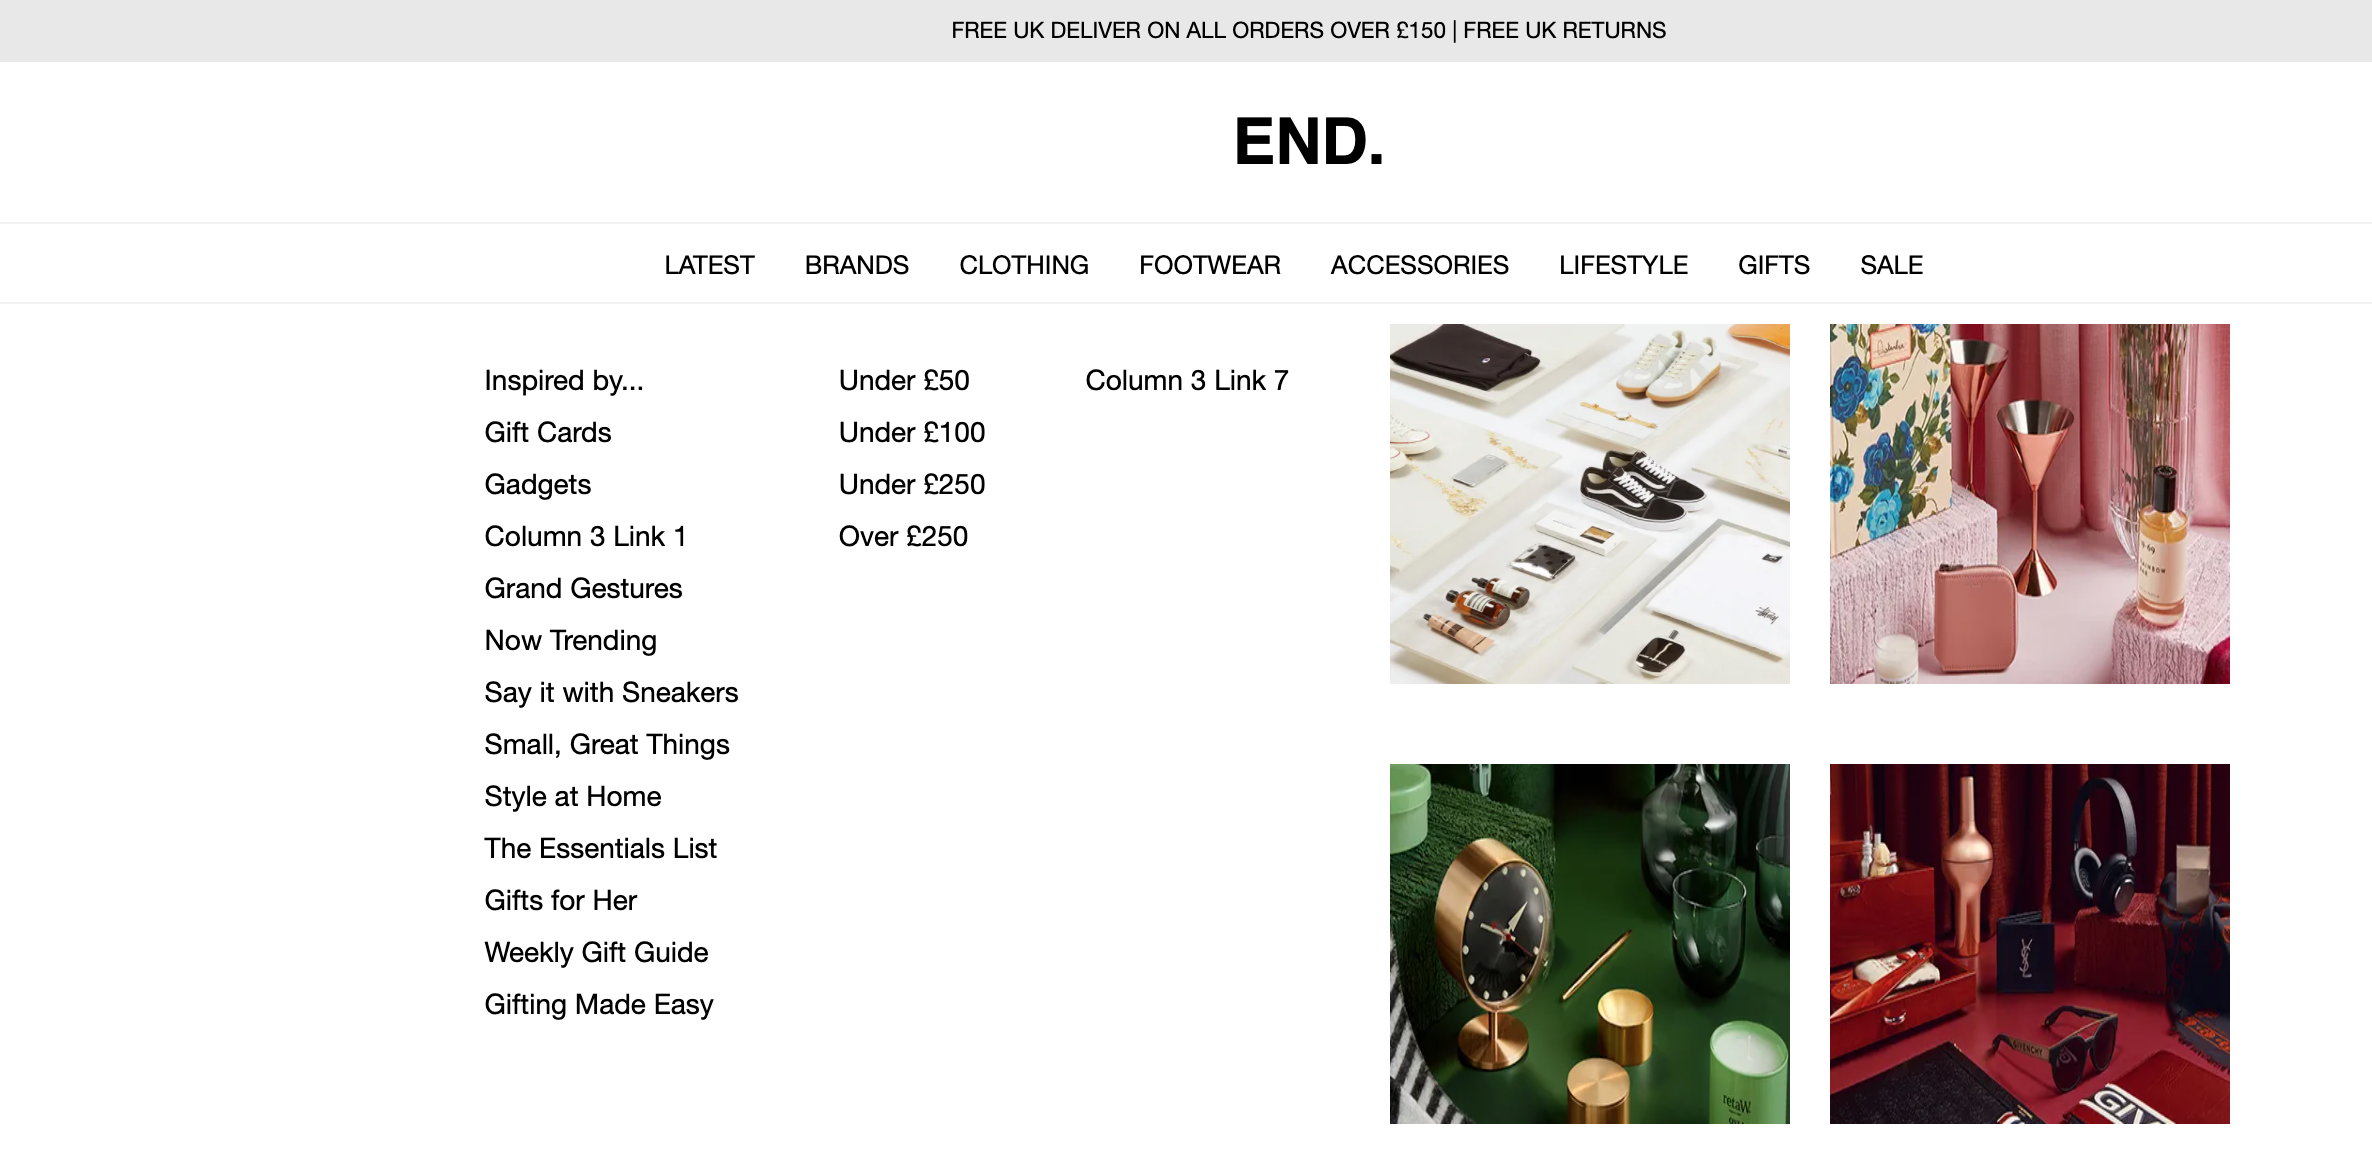 FREE UK DELIVER ON ALL ORDERS OVER £150 | FREE UK RETURNS
END.
LATEST BRANDS CLOTHING FOOTWEAR ACCESSORIES LIFESTYLE GIFTS SALE
Inspired by...
Gift Cards
Gadgets
Column 3 Link 1
Grand Gestures
Now Trending
Say it with Sneakers
Small, Great Things
Style at Home
The Essentials List
Gifts for Her
Weekly Gift Guide
Gifting Made Easy
Under £50
Under £100
Under £250
Over £250
Column 3 Link 7
retaW
GIVENCHY
GIV